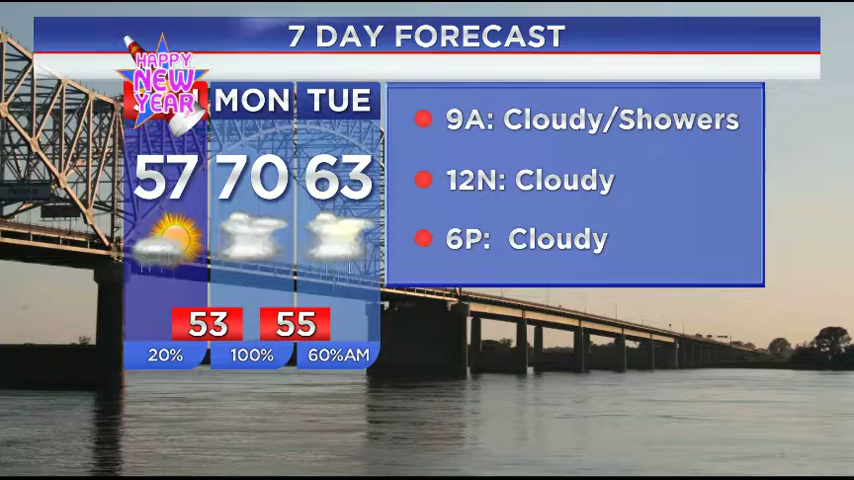 7 DAY FORECAST
HAPPY
NEW
YEAR
MON TUE
57 70 63
53 55
20% 100% 60%AM
9A: Cloudy/Showers
12N: Cloudy
6P: Cloudy